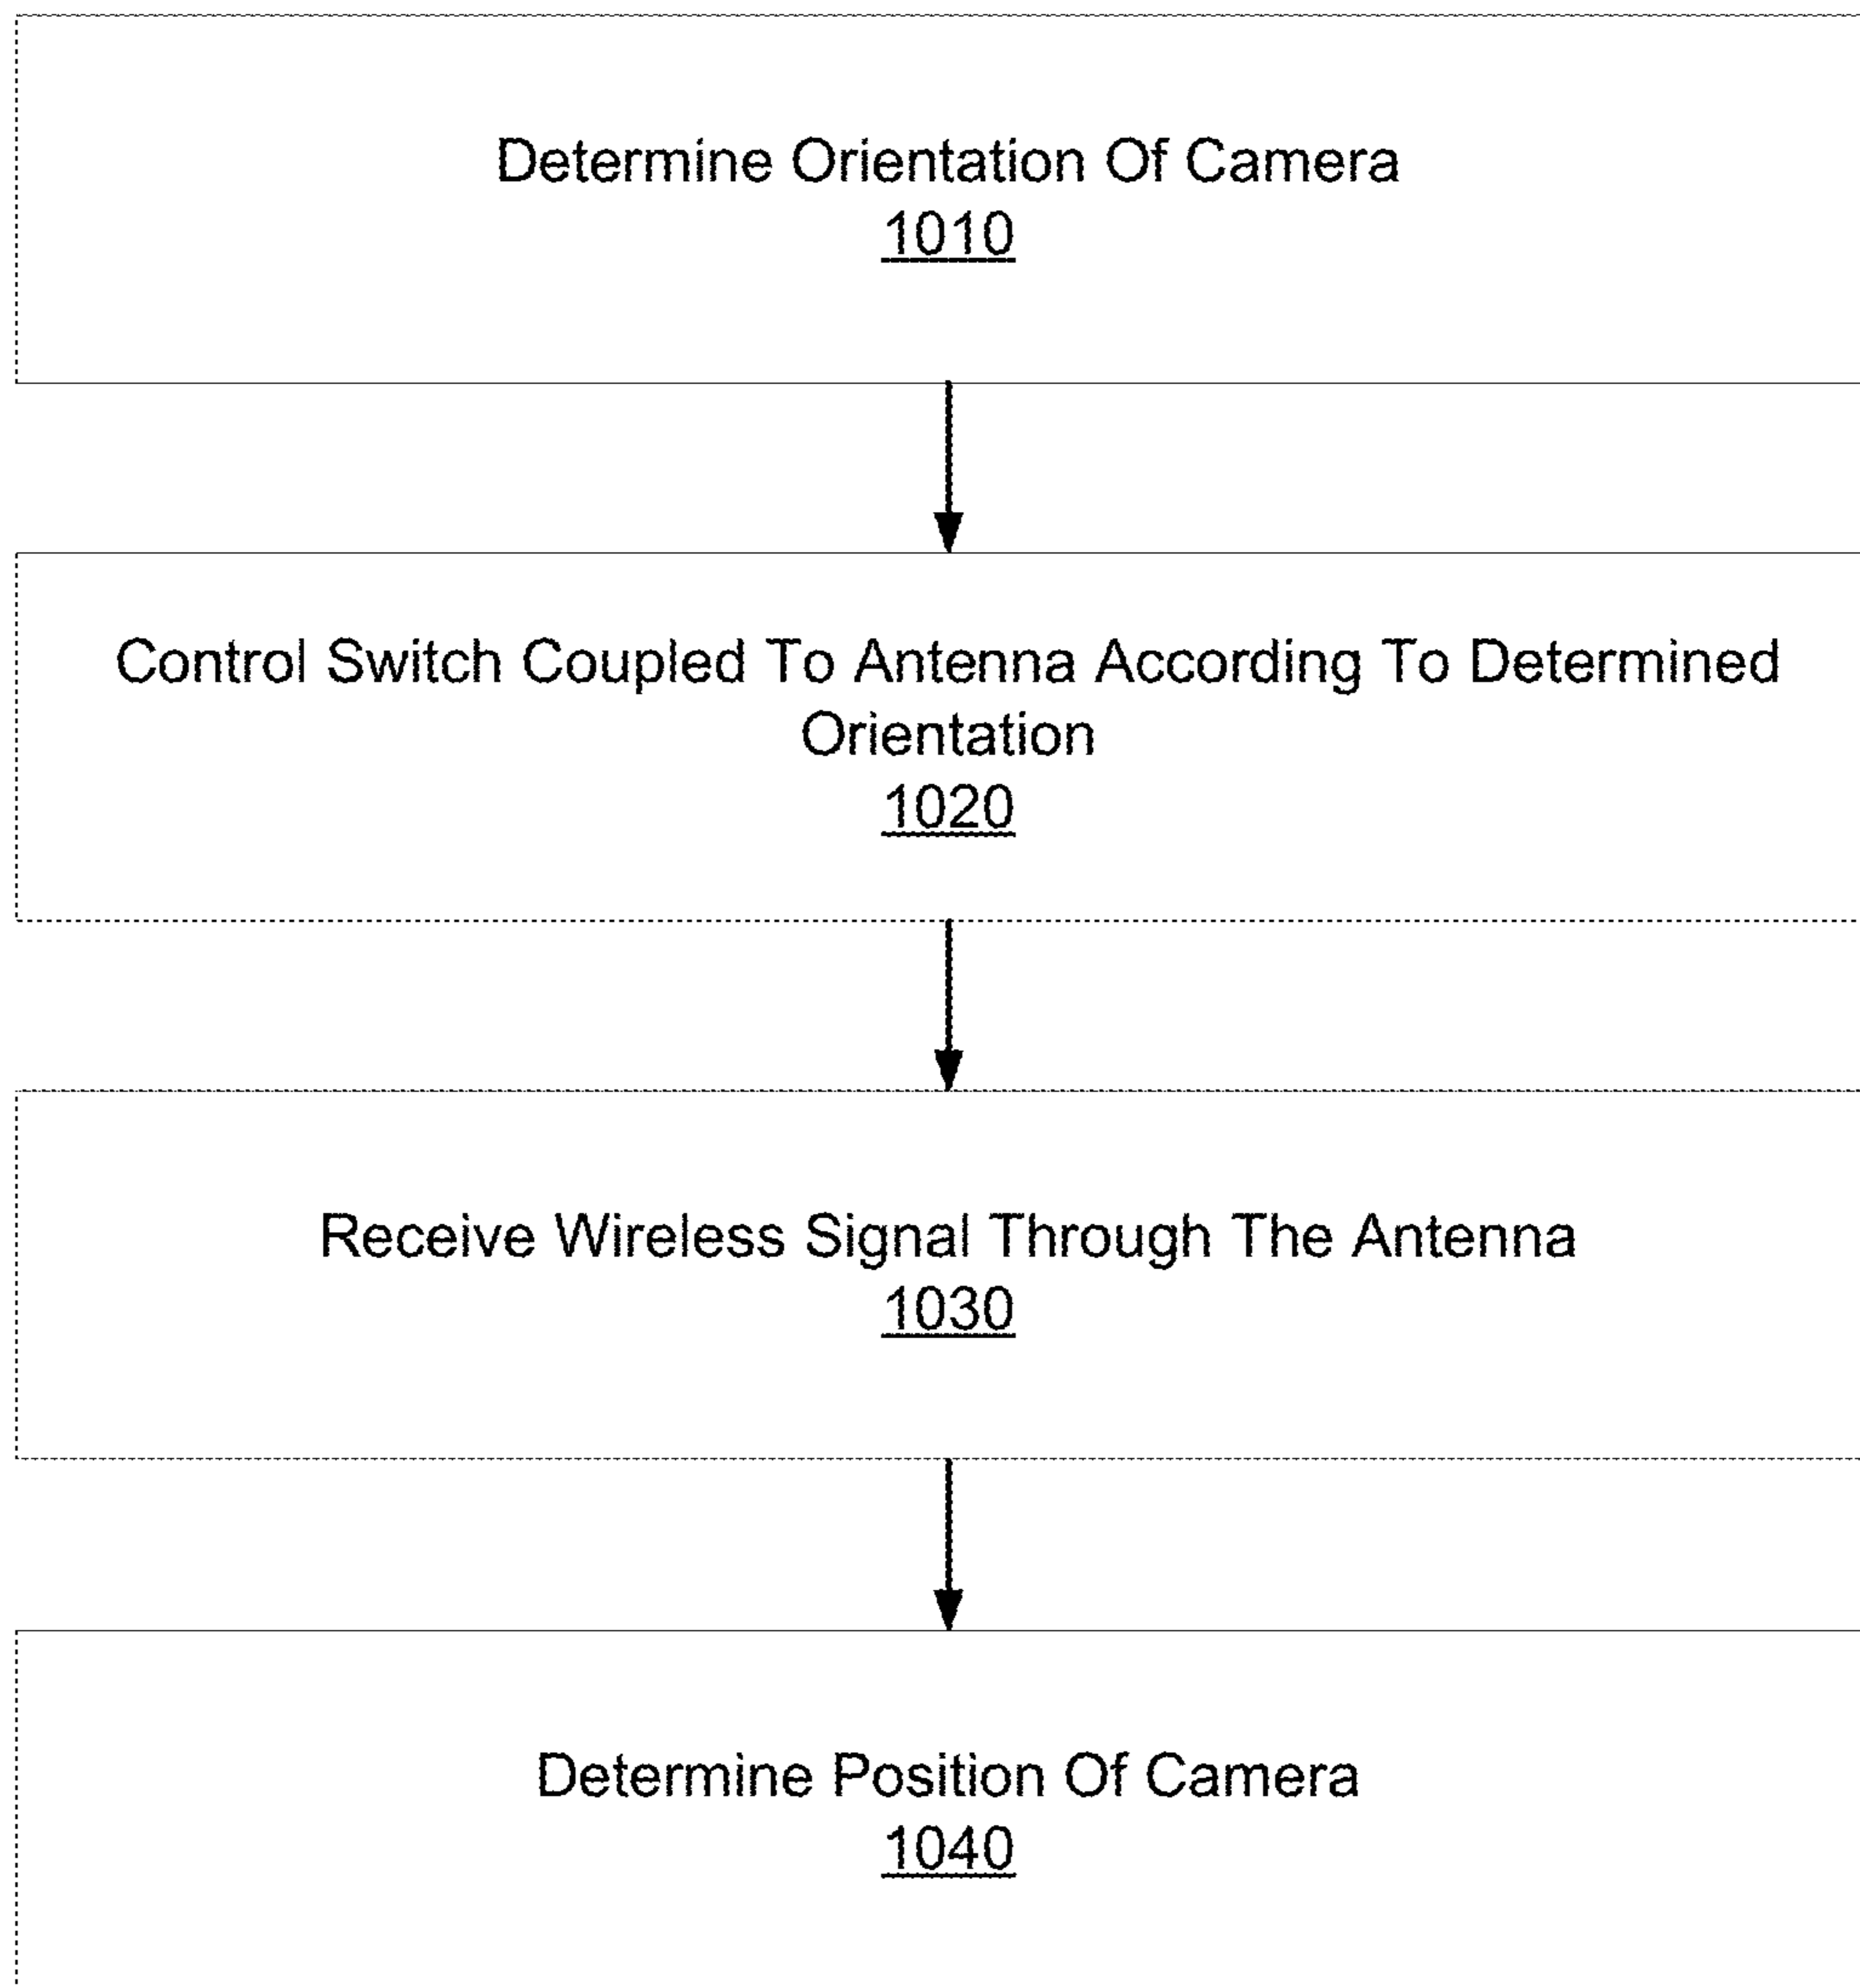 Determine Orientation Of Camera
1010
Control Switch Coupled To Antenna According To Determined
Orientation
1020
Receive Wireless Signal Through The Antenna
1030
Determine Position Of Camera
1040